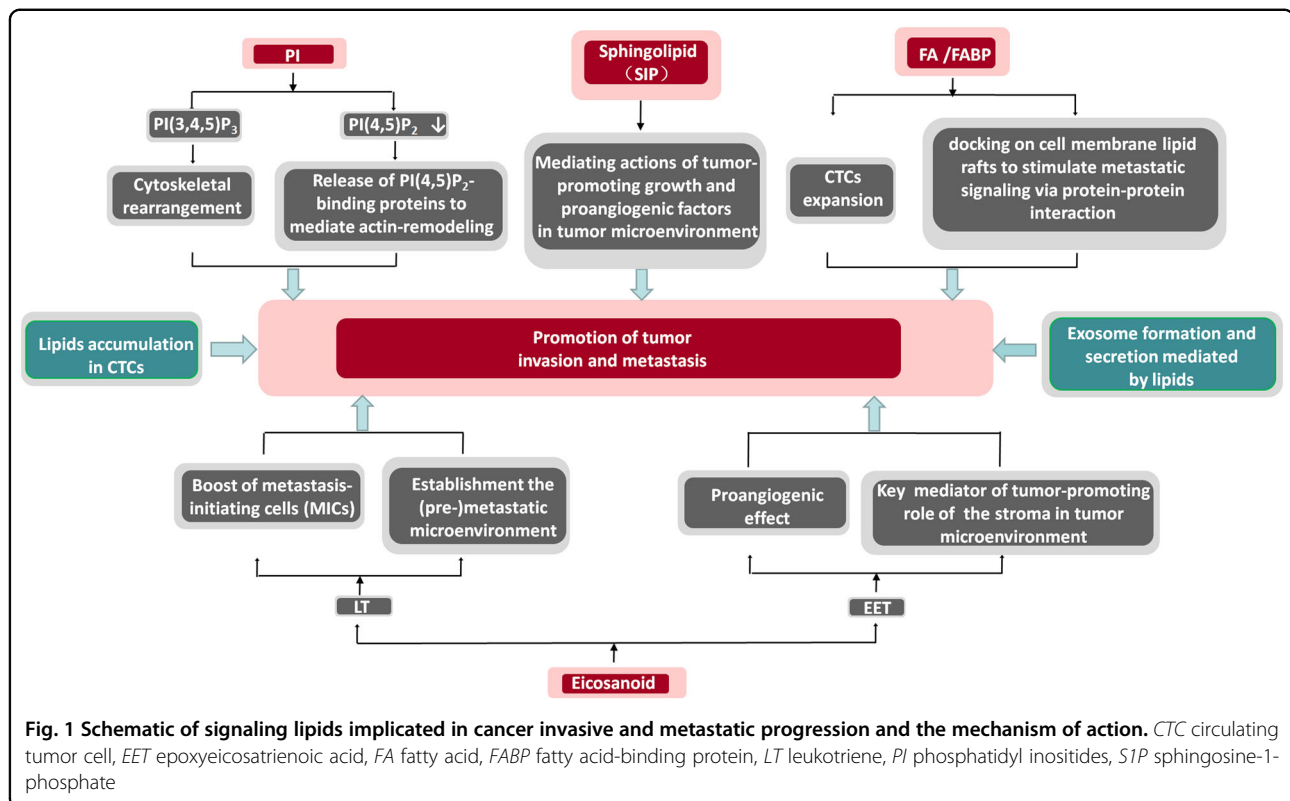 PI
Sphingolipid
（SIP）
FA /FABP
PI(3,4,5)P₃
PI(4,5)P₂ ↓
Cytoskeletal
rearrangement
Release of PI(4,5)P₂-
binding proteins to
mediate actin-remodeling
Mediating actions of tumor-
promoting growth and
proangiogenic factors
in tumor microenvironment
CTCs
expansion
docking on cell membrane lipid
rafts to stimulate metastatic
signaling via protein-protein
interaction
Lipids accumulation
in CTCs
Promotion of tumor
invasion and metastasis
Exosome formation and
secretion mediated
by lipids
Boost of metastasis-
initiating cells (MICs)
Establishment the
(pre-)metastatic
microenvironment
Proangiogenic
effect
Key mediator of tumor-promoting
role of the stroma in tumor
microenvironment
LT
EET
Eicosanoid
Fig. 1 Schematic of signaling lipids implicated in cancer invasive and metastatic progression and the mechanism of action. CTC circulating
tumor cell, EET epoxyeicosatrienoic acid, FA fatty acid, FABP fatty acid-binding protein, LT leukotriene, PI phosphatidyl inositides, S1P sphingosine-1-
phosphate